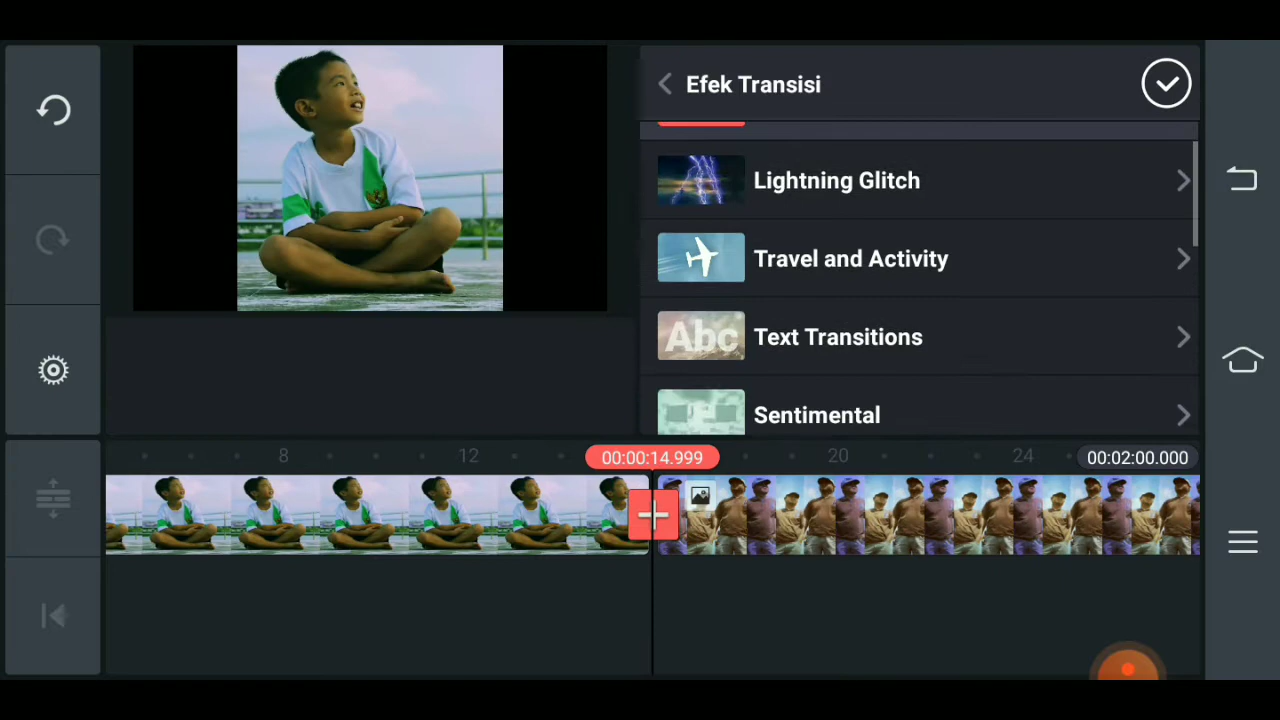 Efek Transisi
Lightning Glitch
Travel and Activity
Abc
Text Transitions
Sentimental
8
12
00:00:14.999
20
24
00:02:00.000